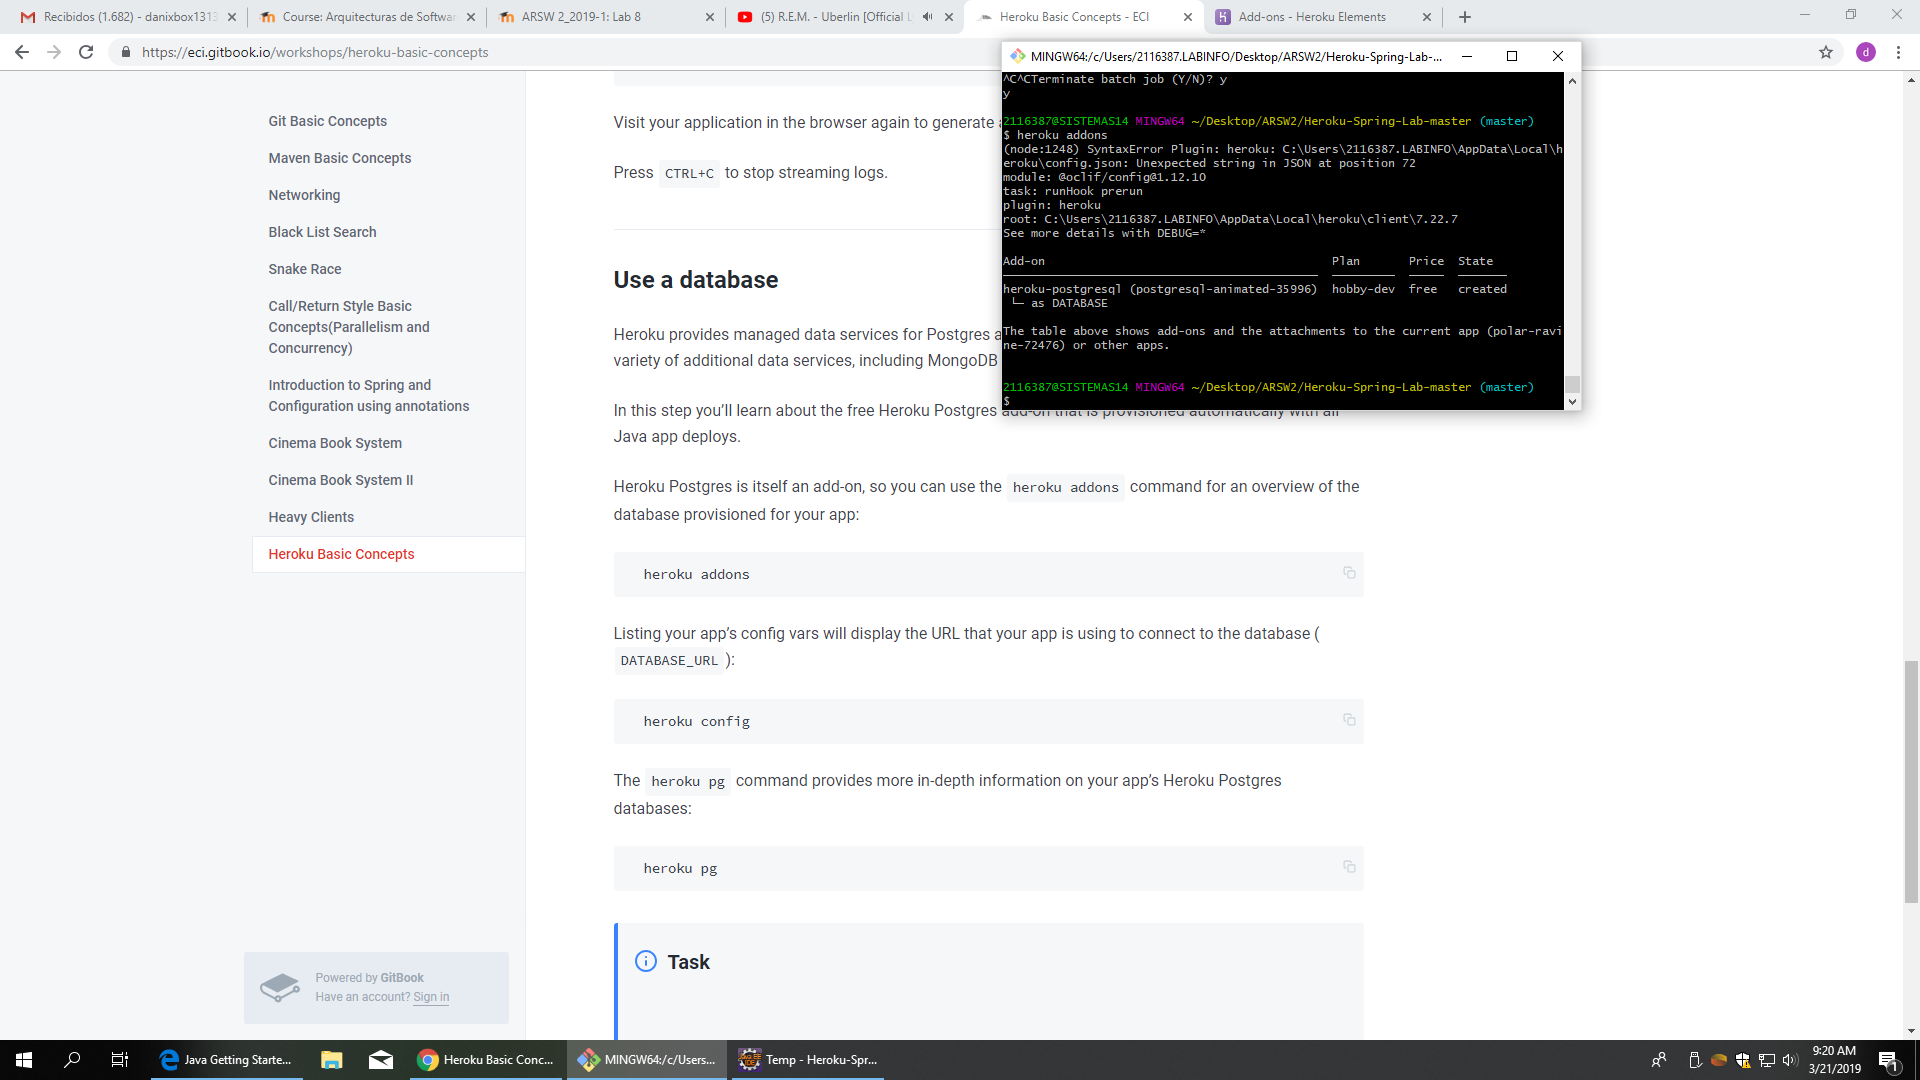 Recibidos (1.682) - danixbox1313
Course: Arquitecturas de Softwar
ARSW 2_2019-1: Lab 8
(5) R.E.M. - Uberlin [Official
Heroku Basic Concepts - ECI
Add-ons - Heroku Elements
https://eci.gitbook.io/workshops/heroku-basic-concepts
d
Git Basic Concepts
Maven Basic Concepts
Networking
Black List Search
Snake Race
Call/Return Style Basic
Concepts(Parallelism and
Concurrency)
Introduction to Spring and
Configuration using annotations
Cinema Book System
Cinema Book System II
Heavy Clients
Heroku Basic Concepts
Powered by GitBook
Have an account? Sign in
Visit your application in the browser again to generate
Press CTRL+C to stop streaming logs.
Use a database
Heroku provides managed data services for Postgres
variety of additional data services, including MongoDB
In this step you’ll learn about the free Heroku Postgres add-on that is provisioned automatically with all
Java app deploys.
Heroku Postgres is itself an add-on, so you can use the heroku addons command for an overview of the
database provisioned for your app:
heroku addons
Listing your app’s config vars will display the URL that your app is using to connect to the database (
DATABASE_URL ):
heroku config
The heroku pg command provides more in-depth information on your app’s Heroku Postgres
databases:
heroku pg
Task
MINGW64:/c/Users/2116387.LABINFO/Desktop/ARSW2/Heroku-Spring-Lab-...
^C^CTerminate batch job (Y/N)? y
y
2116387@SISTEMAS14 MINGW64 ~/Desktop/ARSW2/Heroku-Spring-Lab-master (master)
$ heroku addons
(node:1248) SyntaxError Plugin: heroku: C:\Users\2116387.LABINFO\AppData\Local\h
eroku\config.json: Unexpected string in JSON at position 72
module: @oclif/config@1.12.10
task: runHook prerun
plugin: heroku
root: C:\Users\2116387.LABINFO\AppData\Local\heroku\client\7.22.7
See more details with DEBUG=*
Add-on Plan Price State
heroku-postgresql (postgresql-animated-35996) hobby-dev free created
└─ as DATABASE
The table above shows add-ons and the attachments to the current app (polar-ravi
ne-72476) or other apps.
2116387@SISTEMAS14 MINGW64 ~/Desktop/ARSW2/Heroku-Spring-Lab-master (master)
$
Java Getting Starte...
Heroku Basic Conc...
MINGW64:/c/Users...
Temp - Heroku-Spr...
9:20 AM
3/21/2019
1